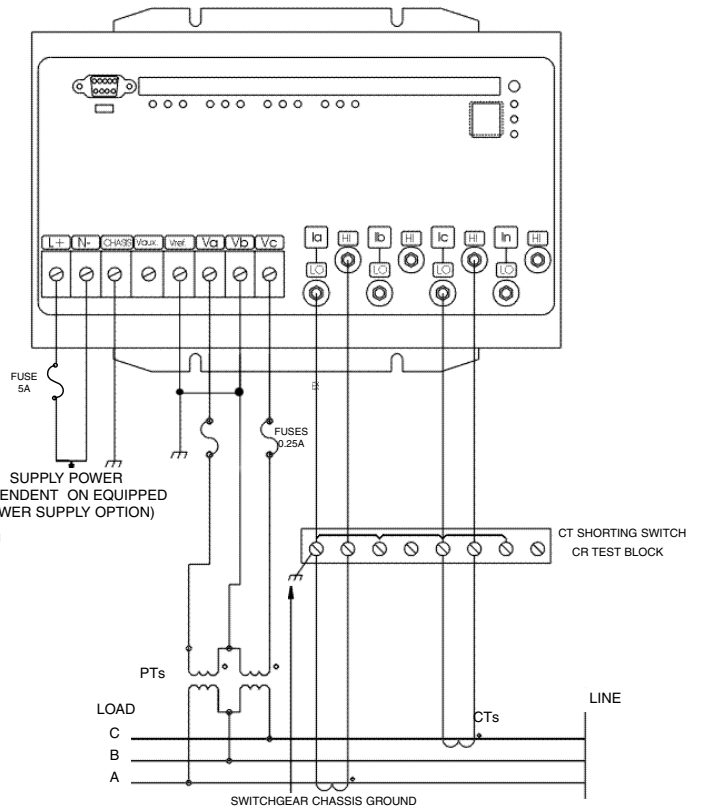 L+ N- CHASIS Vaux. Vref. Va Vb Vc
Ia HI Ib HI Ic HI In HI
LO LO LO LO
FUSE
5A
FUSES
0.25A
SUPPLY POWER
ENDENT ON EQUIPPED
WER SUPPLY OPTION)
CT SHORTING SWITCH
CR TEST BLOCK
PTs
LOAD
CTs
LINE
C
B
A
SWITCHGEAR CHASSIS GROUND